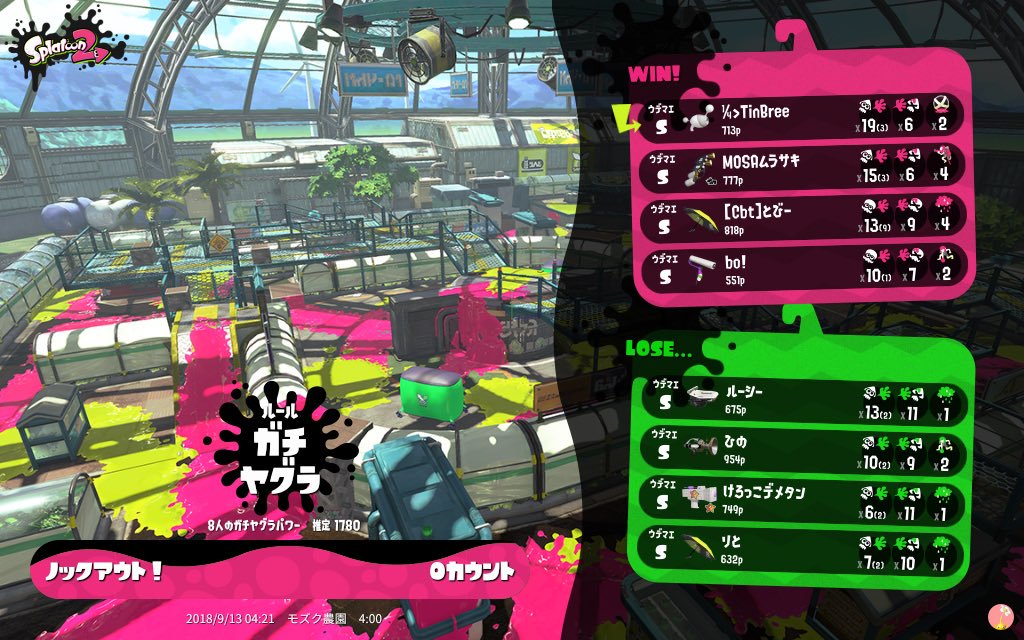 Splatoon 2
WIN!
ウデマエ S
¼>TinBree
713p
x19(3) x6 x2
ウデマエ S
MOSAムラサキ
777p
x15(3) x6 x4
ウデマエ S
[Cbt]とびー
818p
x13(9) x9 x4
ウデマエ S
bo!
551p
x10(1) x7 x2
LOSE...
ウデマエ S
ルーシー
675p
x13(2) x11 x1
ウデマエ S
ひめ
954p
x10(2) x9 x2
ウデマエ S
けろっこデメタン
749p
x6(2) x11 x1
ウデマエ S
りと
632p
x7(2) x10 x1
ルール
ガチ
ヤグラ
8人のガチヤグラパワー 推定 1780
ノックアウト! 0カウント
2018/9/13 04:21 モズク農園 4:00